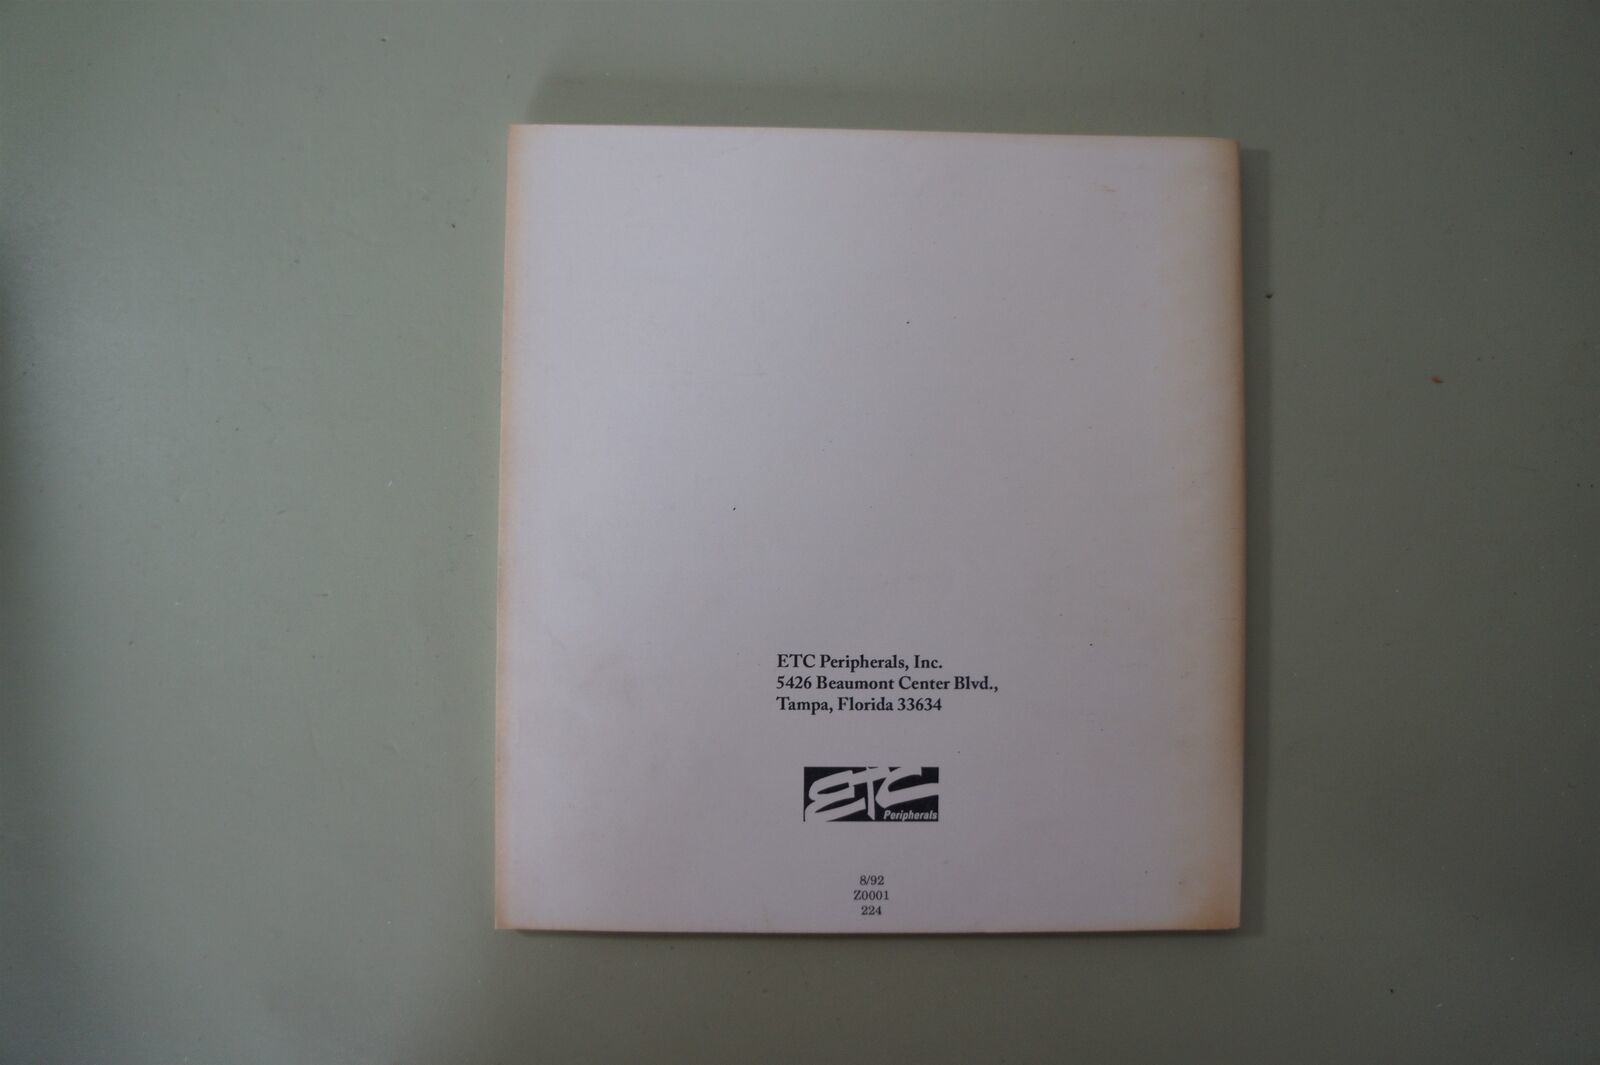 ETC Peripherals, Inc.
5426 Beaumont Center Blvd.,
Tampa, Florida 33634
ETC
Peripherals
8/92
Z0001
224